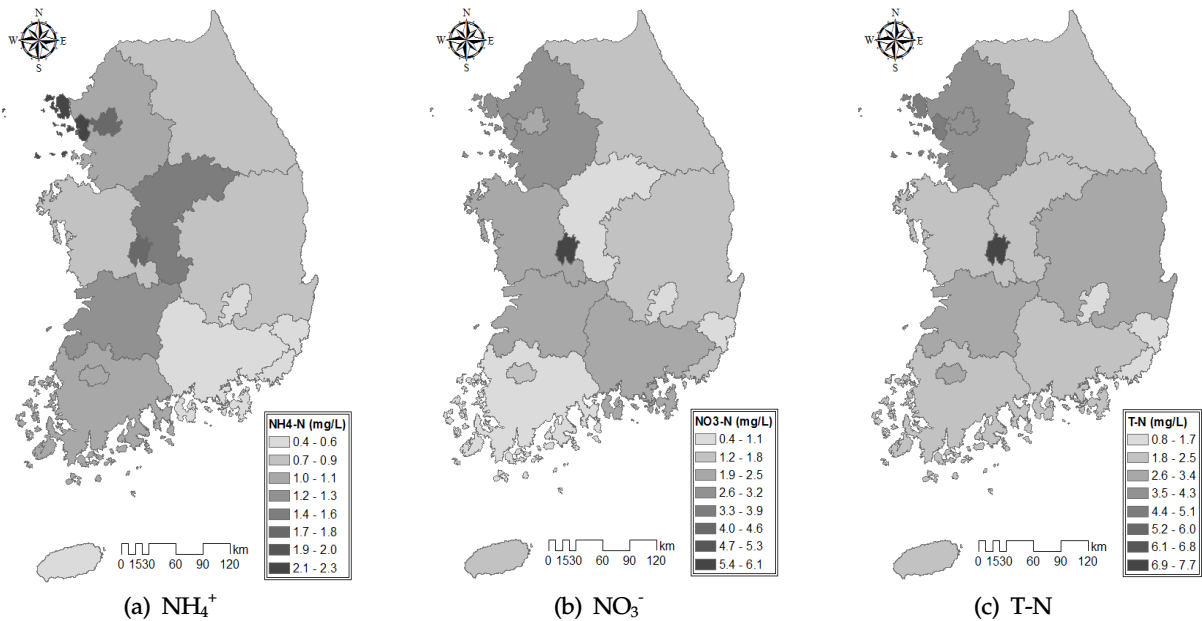 N
W E
S
NH4-N (mg/L)
0.4 - 0.6
0.7 - 0.9
1.0 - 1.1
1.2 - 1.3
1.4 - 1.6
1.7 - 1.8
1.9 - 2.0
2.1 - 2.3
km
0 1530 60 90 120
(a) NH₄⁺
N
W E
S
NO3-N (mg/L)
0.4 - 1.1
1.2 - 1.8
1.9 - 2.5
2.6 - 3.2
3.3 - 3.9
4.0 - 4.6
4.7 - 5.3
5.4 - 6.1
km
0 1530 60 90 120
(b) NO₃⁻
N
W E
S
T-N (mg/L)
0.8 - 1.7
1.8 - 2.5
2.6 - 3.4
3.5 - 4.3
4.4 - 5.1
5.2 - 6.0
6.1 - 6.8
6.9 - 7.7
km
0 1530 60 90 120
(c) T-N